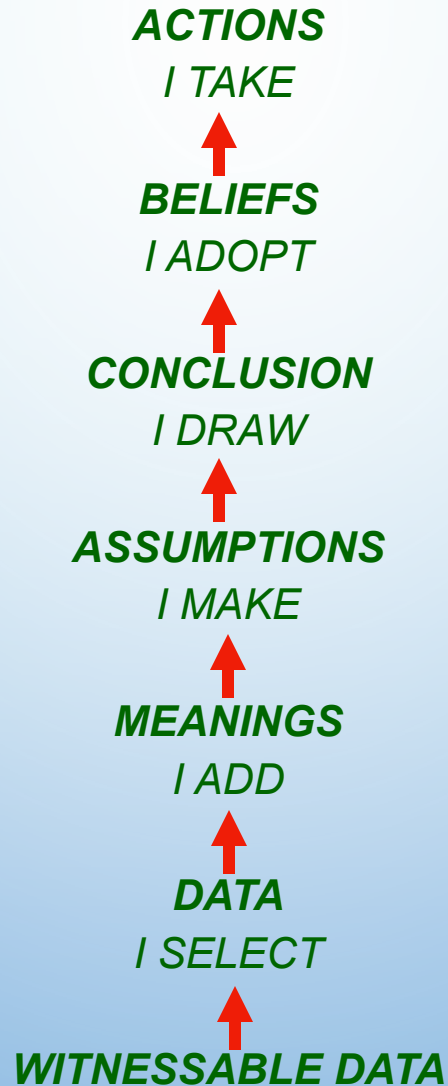 ACTIONS
I TAKE
BELIEFS
I ADOPT
CONCLUSION
I DRAW
ASSUMPTIONS
I MAKE
MEANINGS
I ADD
DATA
I SELECT
WITNESSABLE DATA